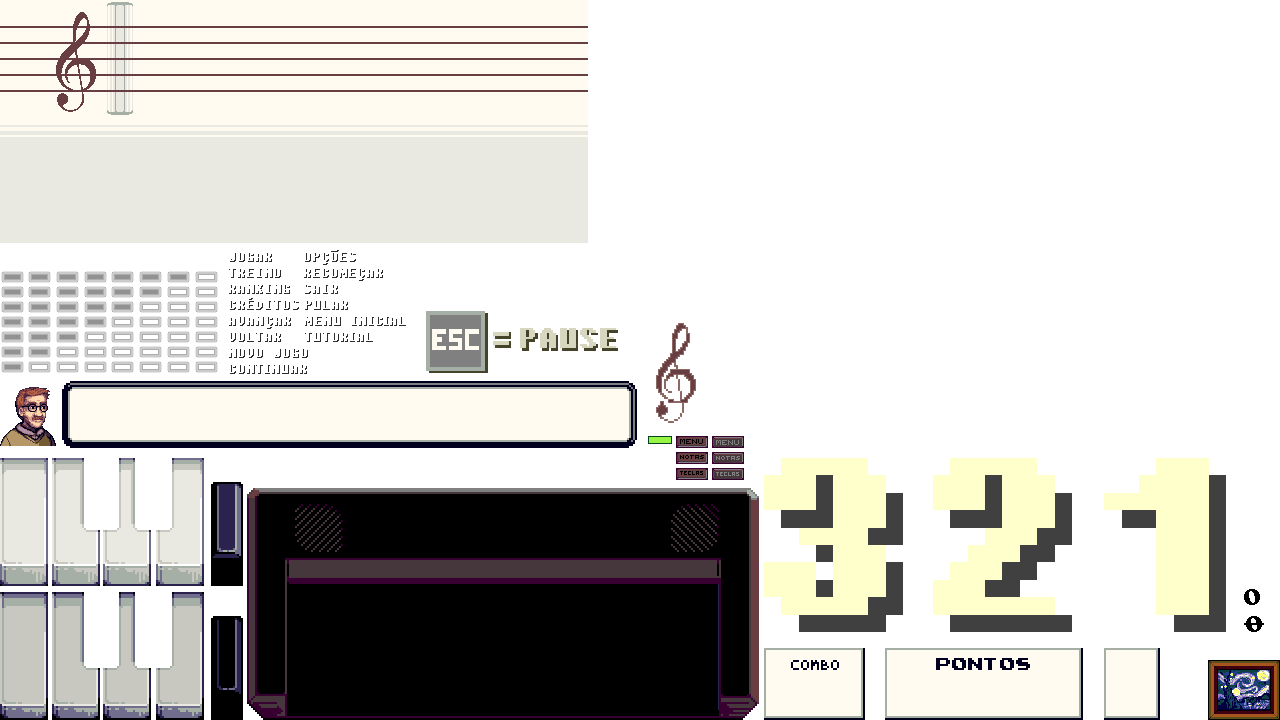 JOGAR OPÇÕES
TREINO RECOMEÇAR
RANKING SAIR
CRÉDITOS PULAR
AVANÇAR MENU INICIAL
VOLTAR TUTORIAL
NOVO JOGO
CONTINUAR
ESC = PAUSE
MENU MENU
NOTAS NOTAS
TECLAS TECLAS
3 2 1
COMBO PONTOS